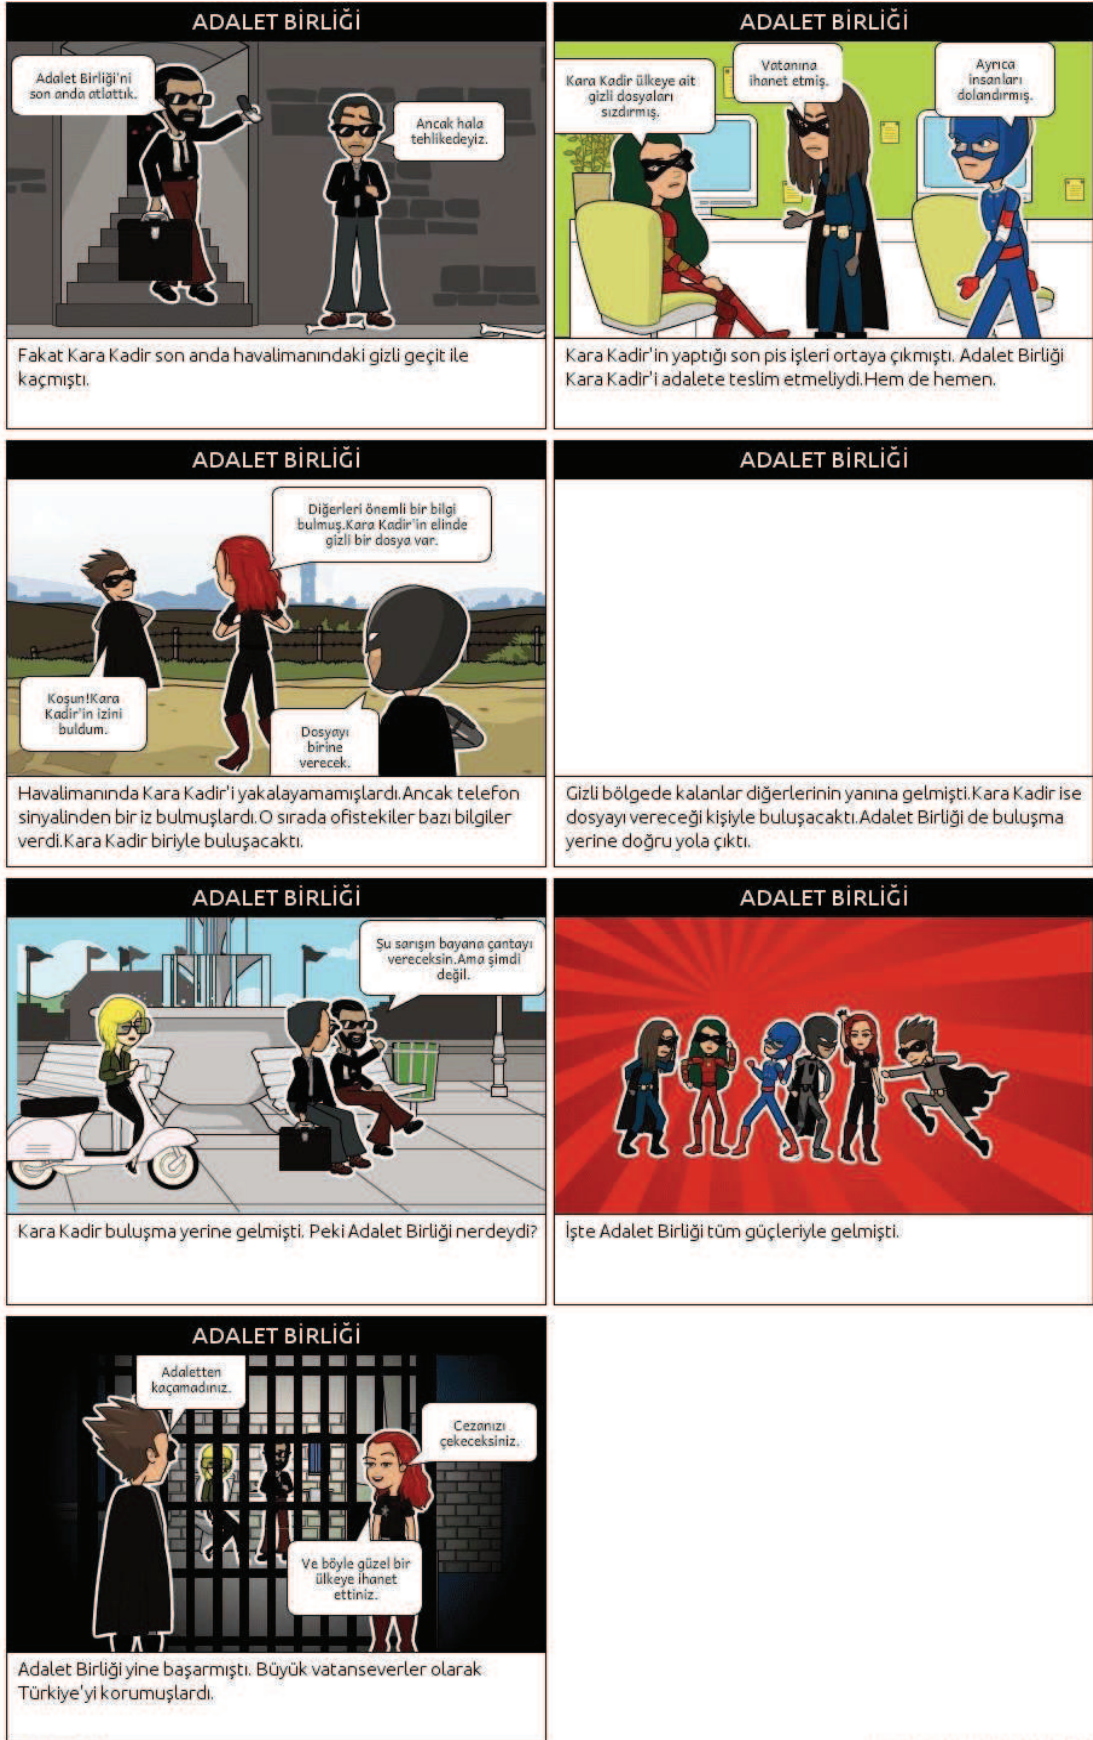 ADALET BİRLİĞİ
Adalet Birliği'ni
son anda atlattık.
Ancak hala
tehlikedeyiz.
Fakat Kara Kadir son anda havalimanındaki gizli geçit ile
kaçmıştı.
ADALET BİRLİĞİ
Kara Kadir ülkeye ait
gizli dosyaları
sızdırmış.
Vatanına
ihanet etmiş.
Ayrıca
insanları
dolandırmış.
Kara Kadir'in yaptığı son pis işleri ortaya çıkmıştı. Adalet Birliği
Kara Kadir'i adalete teslim etmeliydi.Hem de hemen.
ADALET BİRLİĞİ
Diğerleri önemli bir bilgi
bulmuş.Kara Kadir'in elinde
gizli bir dosya var.
Koşun!Kara
Kadir'in izini
buldum.
Dosyayı
birine
verecek.
Havalimanında Kara Kadir'i yakalayamamışlardı.Ancak telefon
sinyalinden bir iz bulmuşlardı.O sırada ofistekiler bazı bilgiler
verdi.Kara Kadir biriyle buluşacaktı.
ADALET BİRLİĞİ
Gizli bölgede kalanlar diğerlerinin yanına gelmişti.Kara Kadir ise
dosyayı vereceği kişiyle buluşacaktı.Adalet Birliği de buluşma
yerine doğru yola çıktı.
ADALET BİRLİĞİ
Şu sarışın bayana çantayı
vereceksin.Ama şimdi
değil.
Kara Kadir buluşma yerine gelmişti. Peki Adalet Birliği nerdeydi?
ADALET BİRLİĞİ
İşte Adalet Birliği tüm güçleriyle gelmişti.
ADALET BİRLİĞİ
Adaletten
kaçamadınız.
Cezanızı
çekeceksiniz.
Ve böyle güzel bir
ülkeye ihanet
ettiniz.
Adalet Birliği yine başarmıştı. Büyük vatanseverler olarak
Türkiye'yi korumuşlardı.